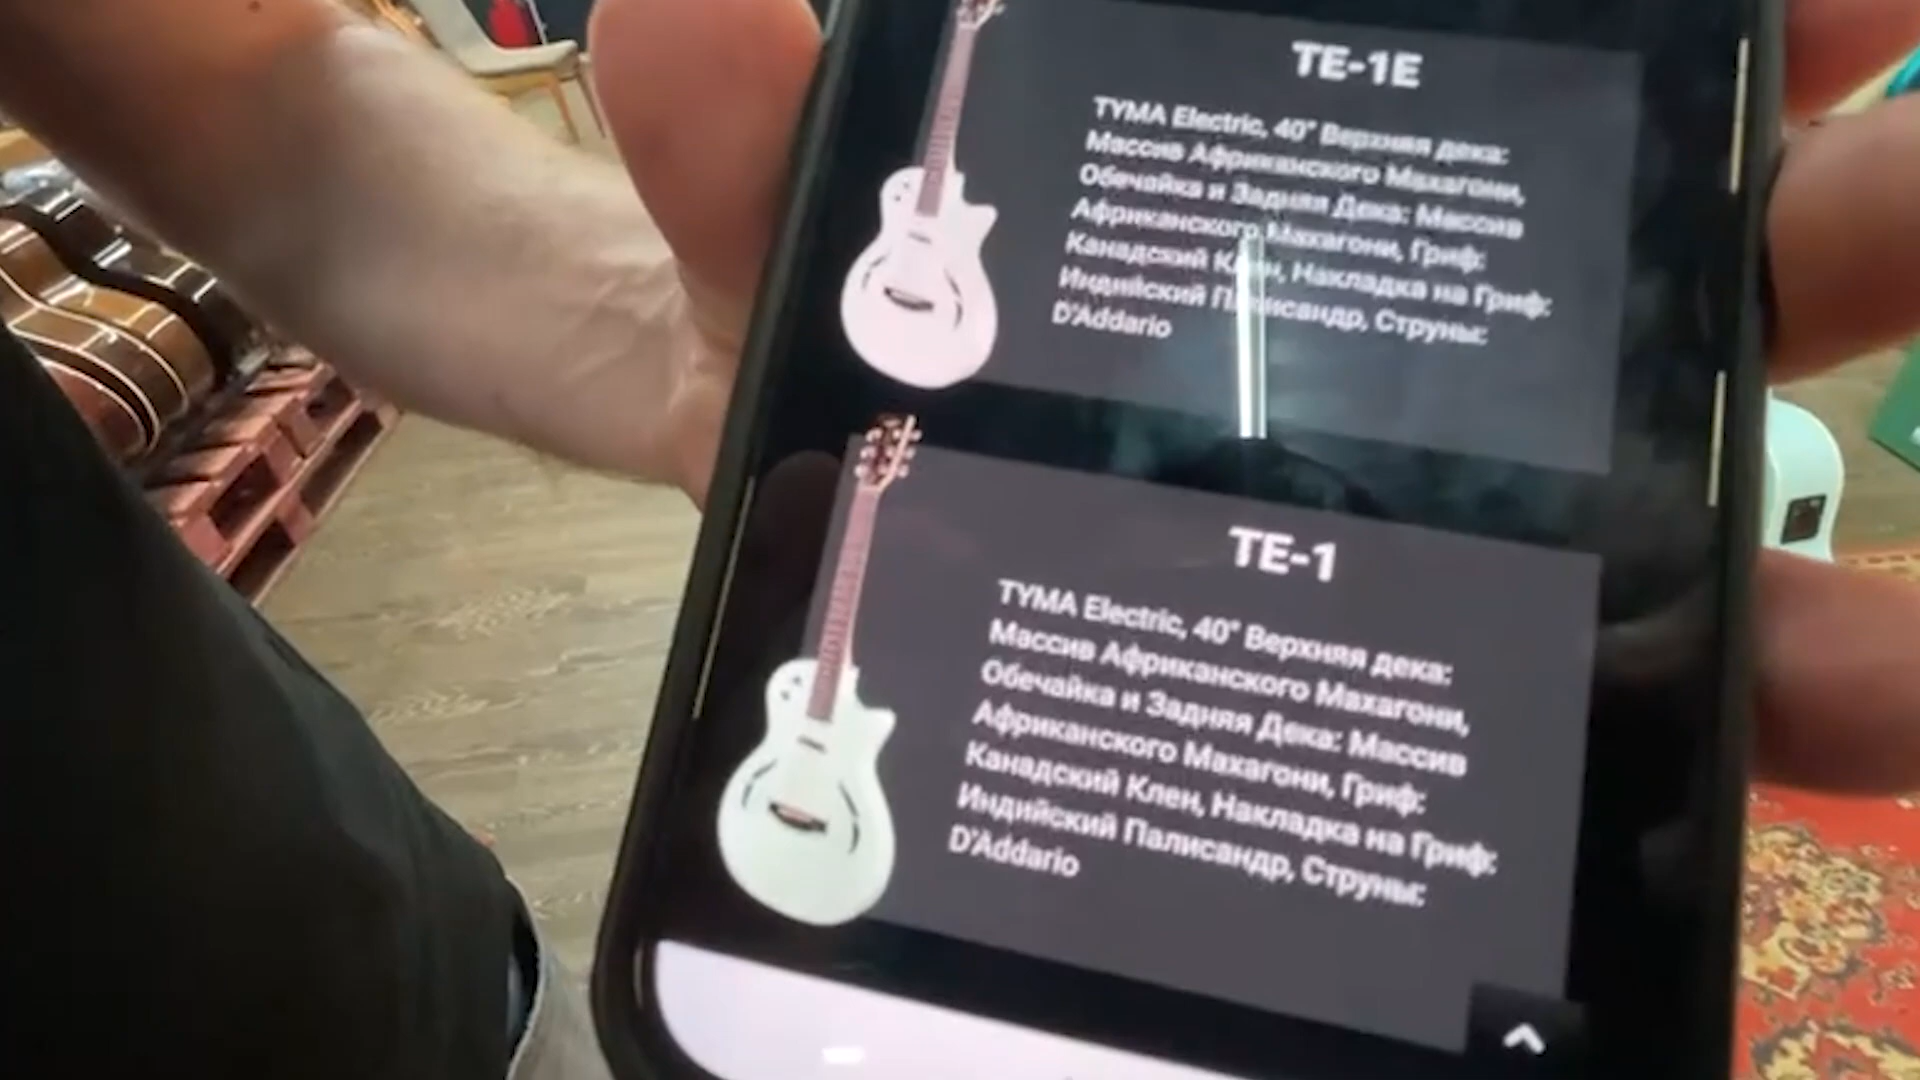 TE-1E
TYMA Electric, 40" Верхняя дека:
Массив Африканского Махагони,
Обечайка и Задняя Дека: Массив
Африканского Махагони, Гриф:
Канадский Клен, Накладка на Гриф:
Индийский Палисандр, Струны:
D'Addario
TE-1
TYMA Electric, 40" Верхняя дека:
Массив Африканского Махагони,
Обечайка и Задняя Дека: Массив
Африканского Махагони, Гриф:
Канадский Клен, Накладка на Гриф:
Индийский Палисандр, Струны:
D'Addario